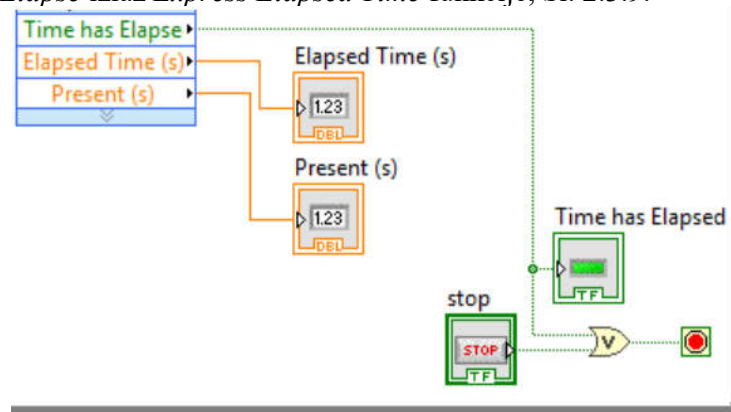 Time has Elapse
Elapsed Time (s)
Present (s)
Elapsed Time (s)
1.23
DBL
Present (s)
1.23
DBL
Time has Elapsed
TF
stop
STOP
TF
V